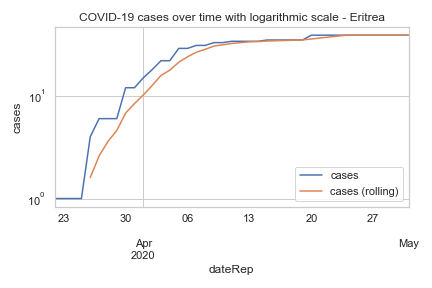 COVID-19 cases over time with logarithmic scale - Eritrea
cases
10¹
10⁰
cases
cases (rolling)
23 30 06 13 20 27
Apr May
2020
dateRep